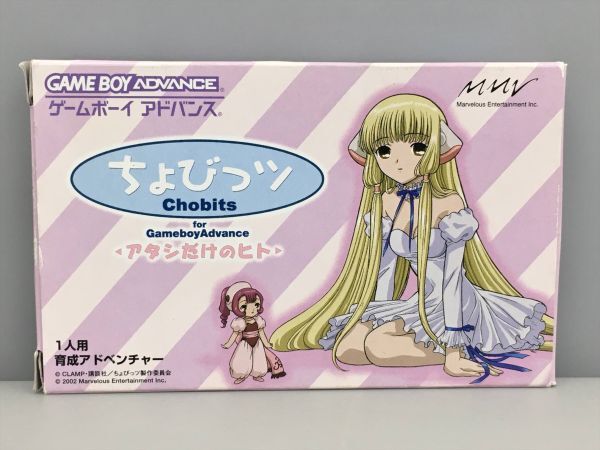 GAME BOY ADVANCE
ゲームボーイ アドバンス®
MMV
Marvelous Entertainment Inc.
ちょびっツ
Chobits
for
GameboyAdvance
アタシだけのヒト
1人用
育成アドベンチャー
© CLAMP・講談社／ちょびっツ製作委員会
© 2002 Marvelous Entertainment Inc.